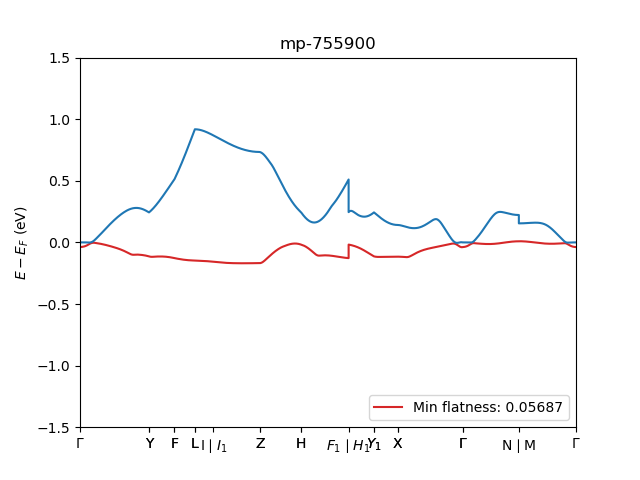 mp-755900
E − E_F (eV)
1.5
1.0
0.5
0.0
−0.5
−1.0
−1.5
Min flatness: 0.05687
Γ Y F L I | I₁ Z H F₁ | H₁ Y₁ X Γ N | M Γ